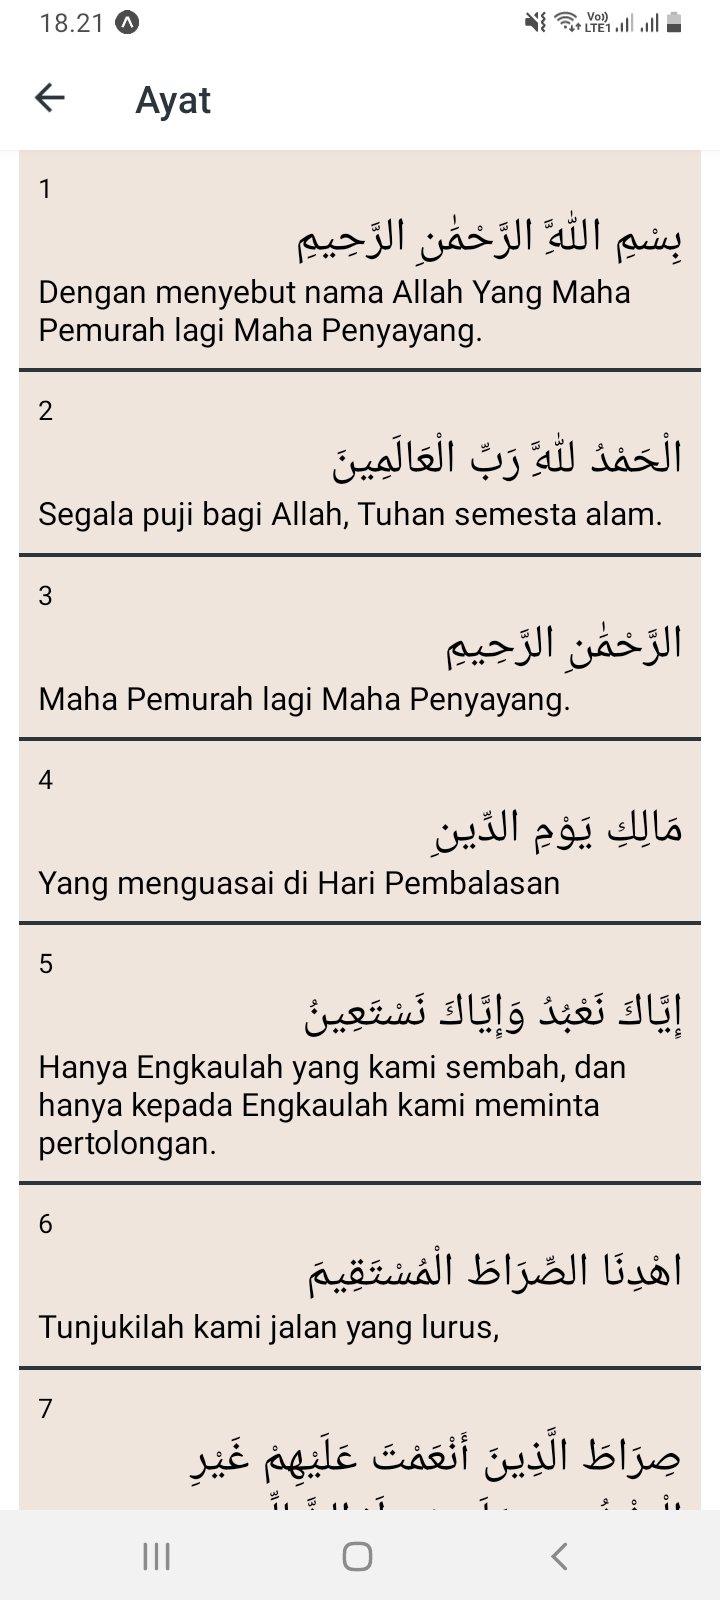 18.21
Vo))
LTE1
Ayat
1
بِسْمِ اللَّهِ الرَّحْمَٰنِ الرَّحِيمِ
Dengan menyebut nama Allah Yang Maha
Pemurah lagi Maha Penyayang.
2
الْحَمْدُ لِلَّهِ رَبِّ الْعَالَمِينَ
Segala puji bagi Allah, Tuhan semesta alam.
3
الرَّحْمَٰنِ الرَّحِيمِ
Maha Pemurah lagi Maha Penyayang.
4
مَالِكِ يَوْمِ الدِّينِ
Yang menguasai di Hari Pembalasan
5
إِيَّاكَ نَعْبُدُ وَإِيَّاكَ نَسْتَعِينُ
Hanya Engkaulah yang kami sembah, dan
hanya kepada Engkaulah kami meminta
pertolongan.
6
اهْدِنَا الصِّرَاطَ الْمُسْتَقِيمَ
Tunjukilah kami jalan yang lurus,
7
صِرَاطَ الَّذِينَ أَنْعَمْتَ عَلَيْهِمْ غَيْرِ